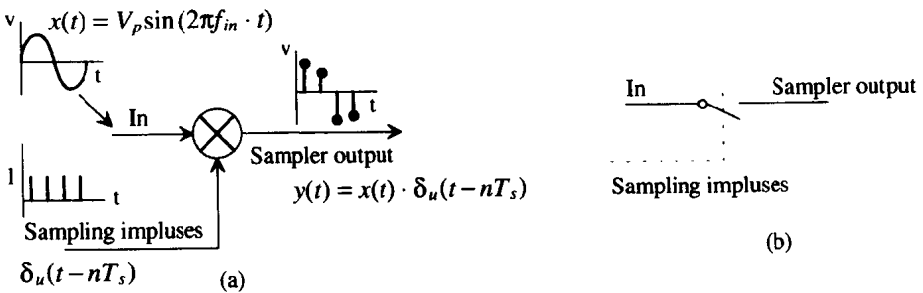 v
x(t) = V_p sin (2πf_in · t)
t
In
v
t
Sampler output
y(t) = x(t) · δ_u(t−nT_s)
1
t
Sampling impluses
δ_u(t−nT_s)
(a)
In
Sampler output
Sampling impluses
(b)